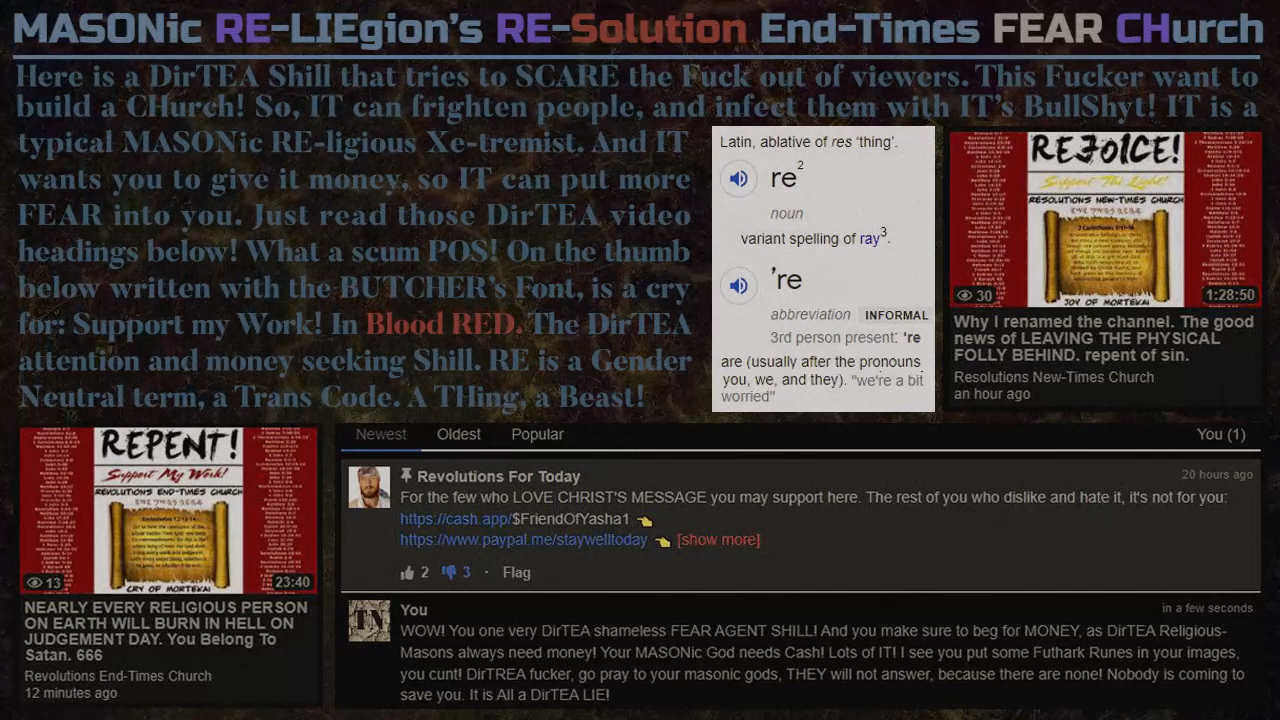 MASONic RE-LIEgion's RE-Solution End-Times FEAR CHurch
Here is a DirTEA Shill that tries to SCARE the Fuck out of viewers. This Fucker want to
build a CHurch! So, IT can frighten people, and infect them with IT's BullShyt! IT is a
typical MASONic RE-ligious Xe-tremist. And IT
wants you to give IT money, so IT can put more
FEAR into you. Just read those DirTEA video
headings below! What a sick POS! On the thumb
below written with the BUTCHER's font, is a cry
for: Support my Work! In Blood RED. The DirTEA
attention and money seeking Shill. RE is a Gender
Neutral term, a Trans Code. A THing, a Beast!
Latin, ablative of res 'thing'.
re²
noun
variant spelling of ray³.
're
abbreviation INFORMAL
3rd person present: 're
are (usually after the pronouns
you, we, and they). "we're a bit
worried"
REJOICE!
Support The Light!
RESOLUTIONS NEW-TIMES CHURCH
JOY OF MORTEKAI
30
1:28:50
Why I renamed the channel. The good
news of LEAVING THE PHYSICAL
FOLLY BEHIND. repent of sin.
Resolutions New-Times Church
an hour ago
REPENT!
Support My Work!
REVOLUTIONS END-TIMES CHURCH
CRY OF MORTEKAI
13
23:40
NEARLY EVERY RELIGIOUS PERSON
ON EARTH WILL BURN IN HELL ON
JUDGEMENT DAY. You Belong To
Satan. 666
Revolutions End-Times Church
12 minutes ago
Newest Oldest Popular You (1)
Revolutions For Today 20 hours ago
For the few who LOVE CHRIST'S MESSAGE you may support here. The rest of you who dislike and hate it, it's not for you:
https://cash.app/$FriendOfYasha1 👈
https://www.paypal.me/staywelltoday 👈 [show more]
2 3 · Flag
TN
You in a few seconds
WOW! You one very DirTEA shameless FEAR AGENT SHILL! And you make sure to beg for MONEY, as DirTEA Religious-
Masons always need money! Your MASONic God needs Cash! Lots of IT! I see you put some Futhark Runes in your images,
you cunt! DirTREA fucker, go pray to your masonic gods, THEY will not answer, because there are none! Nobody is coming to
save you. It is All a DirTEA LIE!